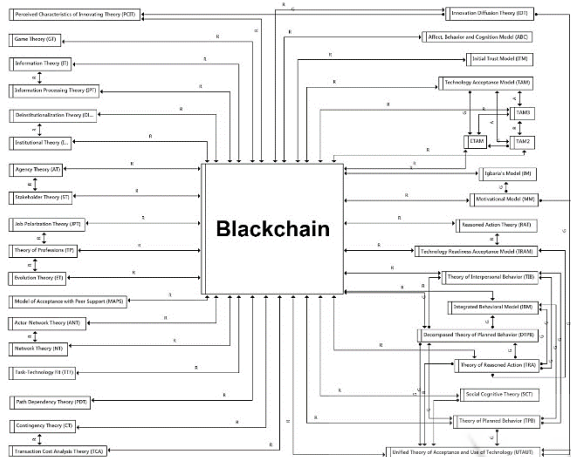 Perceived Characteristics of Innovating Theory (PCIT)
Game Theory (GT)
Information Theory (IT)
Information Processing Theory (IPT)
Deinstitutionalization Theory (DI...
Institutional Theory (I...
Agency Theory (AT)
Stakeholder Theory (ST)
Job Polarization Theory (JPT)
Theory of Professions (TP)
Evolution Theory (ET)
Model of Acceptance with Peer Support (MAPS)
Actor Network Theory (ANT)
Network Theory (NT)
Task-Technology Fit (TTF)
Path Dependency Theory (PDT)
Contingency Theory (CT)
Transaction Cost Analysis Theory (TCA)
Blackchain
Innovation Diffusion Theory (IDT)
Affect, Behavior and Cognition Model (ABC)
Initial Trust Model (ITM)
Technology Acceptance Model (TAM)
TAM3
ETAM
TAM2
Igbaria's Model (IM)
Motivational Model (MM)
Reasoned Action Theory (RAT)
Technology Readiness Acceptance Model (TRAM)
Theory of Interpersonal Behavior (TIB)
Integrated Behavioral Model (IBM)
Decomposed Theory of Planned Behavior (DTPB)
Theory of Reasoned Action (TRA)
Social Cognitive Theory (SCT)
Theory of Planned Behavior (TPB)
Unified Theory of Acceptance and Use of Technology (UTAUT)